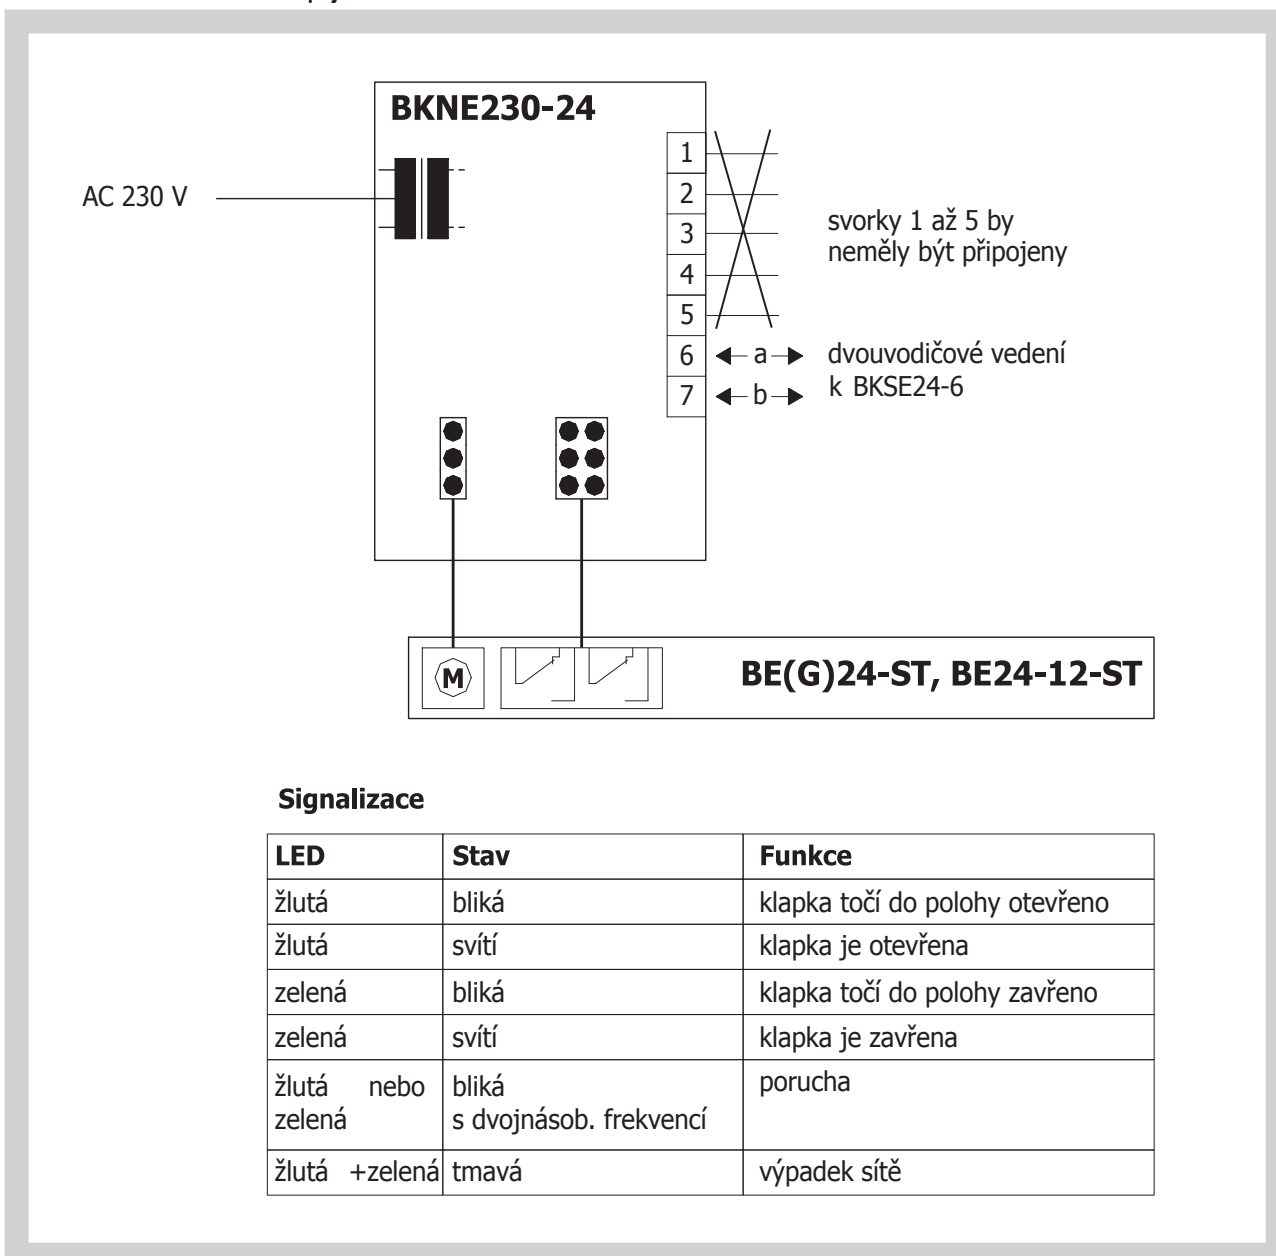 BKNE230-24
1
AC 230 V
2
svorky 1 až 5 by
3
neměly být připojeny
4
5
6 a dvouvodičové vedení
7 b k BKSE24-6
M
BE(G)24-ST, BE24-12-ST
Signalizace
LED Stav Funkce
žlutá bliká klapka točí do polohy otevřeno
žlutá svítí klapka je otevřena
zelená bliká klapka točí do polohy zavřeno
zelená svítí klapka je zavřena
žlutá nebo bliká porucha
zelená s dvojnásob. frekvencí
žlutá +zelená tmavá výpadek sítě